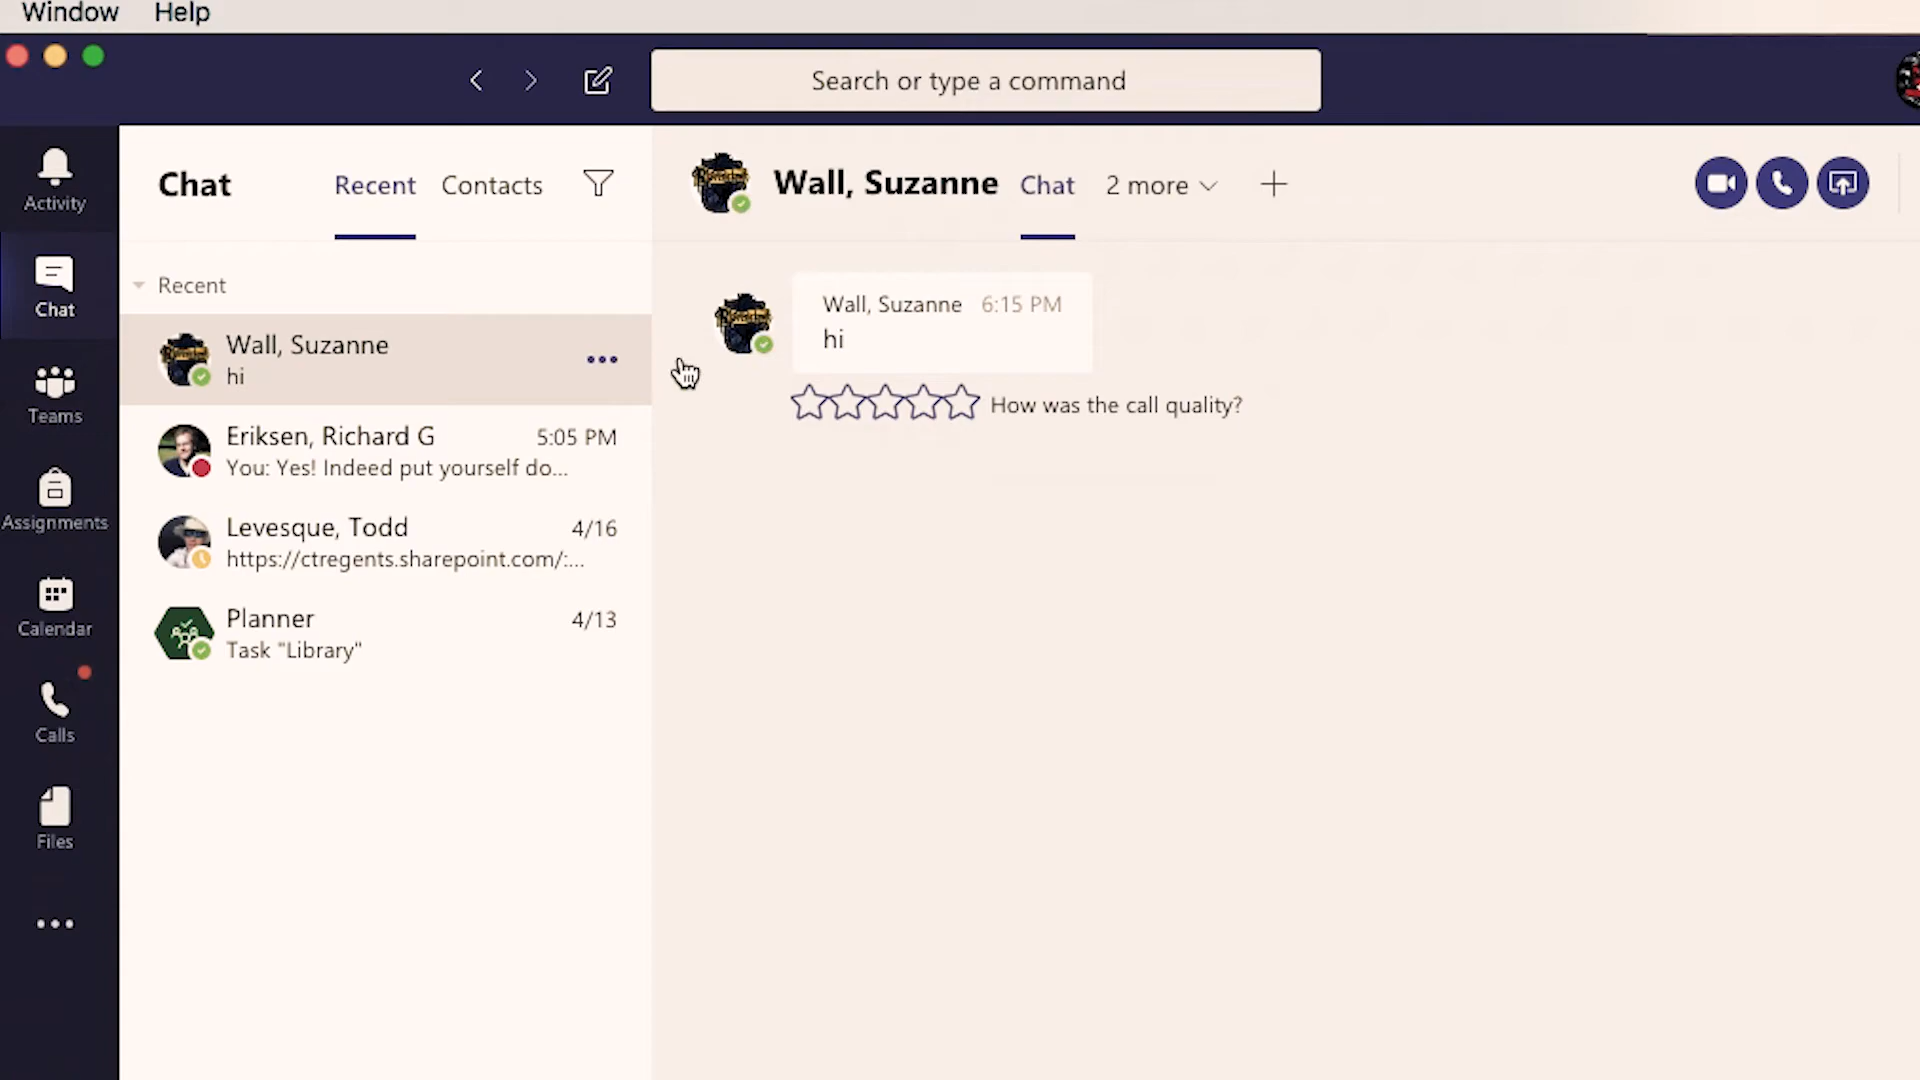 Window Help
Search or type a command
Activity
Chat
Teams
Assignments
Calendar
Calls
Files
Chat Recent Contacts
Recent
Wall, Suzanne
hi
Eriksen, Richard G 5:05 PM
You: Yes! Indeed put yourself do...
Levesque, Todd 4/16
https://ctregents.sharepoint.com/:...
Planner 4/13
Task "Library"
Wall, Suzanne Chat 2 more
Wall, Suzanne 6:15 PM
hi
How was the call quality?